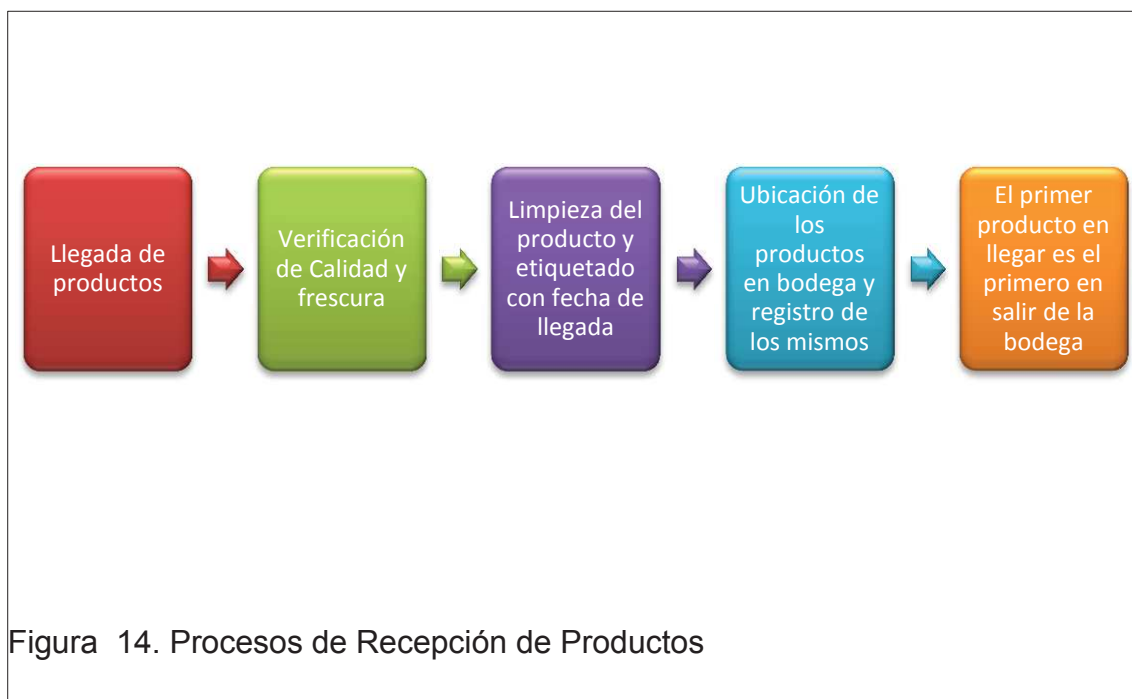 Llegada de
productos
Verificación
de Calidad y
frescura
Limpieza del
producto y
etiquetado
con fecha de
llegada
Ubicación de
los
productos
en bodega y
registro de
los mismos
El primer
producto en
llegar es el
primero en
salir de la
bodega
Figura 14. Procesos de Recepción de Productos